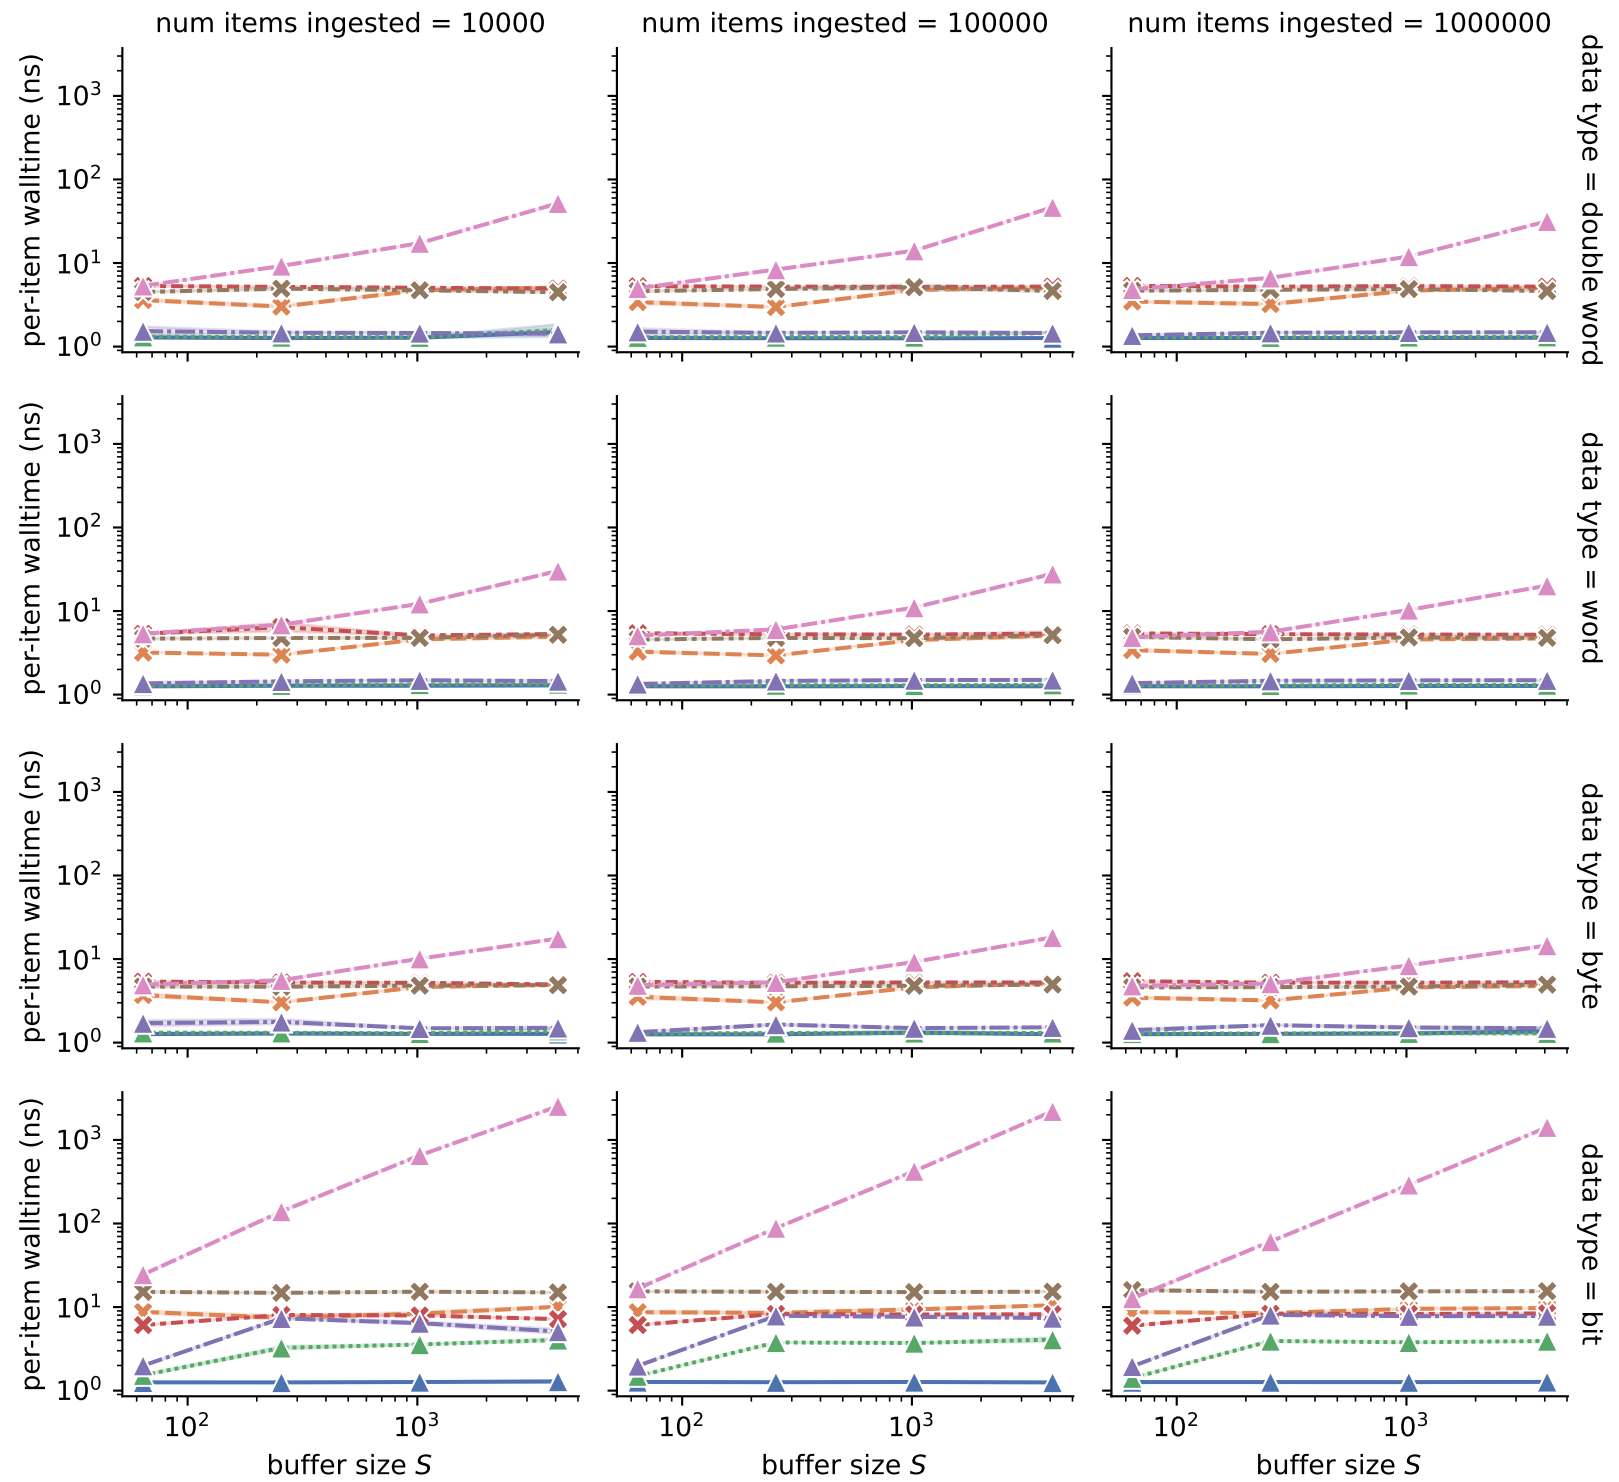 num items ingested = 10000
num items ingested = 100000
num items ingested = 1000000
per-item walltime (ns)
10³
10²
10¹
10⁰
data type = double word
per-item walltime (ns)
10³
10²
10¹
10⁰
data type = word
per-item walltime (ns)
10³
10²
10¹
10⁰
data type = byte
per-item walltime (ns)
10³
10²
10¹
10⁰
data type = bit
10² 10³
10² 10³
10² 10³
buffer size S
buffer size S
buffer size S